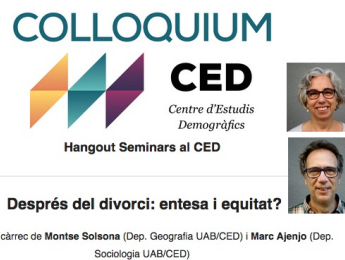 COLLOQUIUM
CED
Centre d'Estudis
Demogràfics
Hangout Seminars al CED
Després del divorci: entesa i equitat?
càrrec de Montse Solsona (Dep. Geografia UAB/CED) i Marc Ajenjo (Dep.
Sociologia UAB/CED)